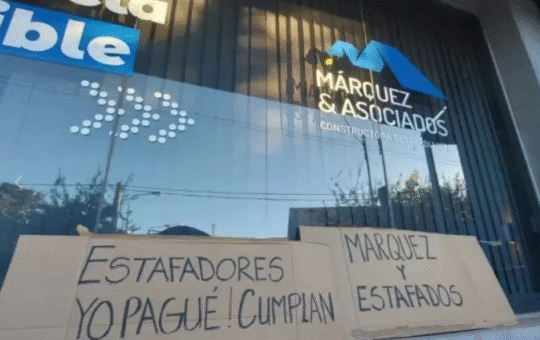 ible
MÁRQUEZ
& ASOCIADOS
CONSTRUCTORA
ESTAFADORES
YO PAGUÉ! CUMPLAN
MARQUEZ
Y
ESTAFADOS